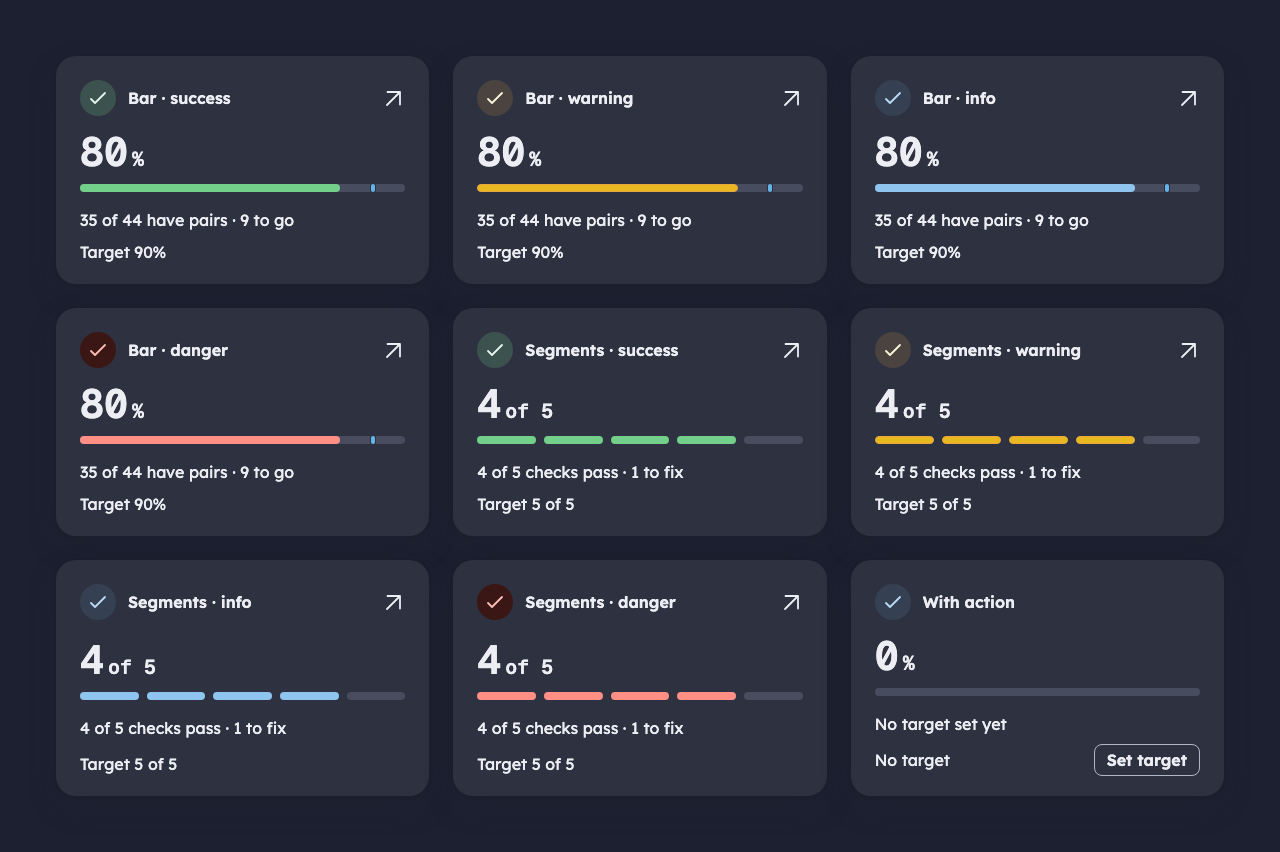 Bar · success
80%
35 of 44 have pairs · 9 to go
Target 90%
Bar · warning
80%
35 of 44 have pairs · 9 to go
Target 90%
Bar · info
80%
35 of 44 have pairs · 9 to go
Target 90%
Bar · danger
80%
35 of 44 have pairs · 9 to go
Target 90%
Segments · success
4 of 5
4 of 5 checks pass · 1 to fix
Target 5 of 5
Segments · warning
4 of 5
4 of 5 checks pass · 1 to fix
Target 5 of 5
Segments · info
4 of 5
4 of 5 checks pass · 1 to fix
Target 5 of 5
Segments · danger
4 of 5
4 of 5 checks pass · 1 to fix
Target 5 of 5
With action
0%
No target set yet
No target
Set target